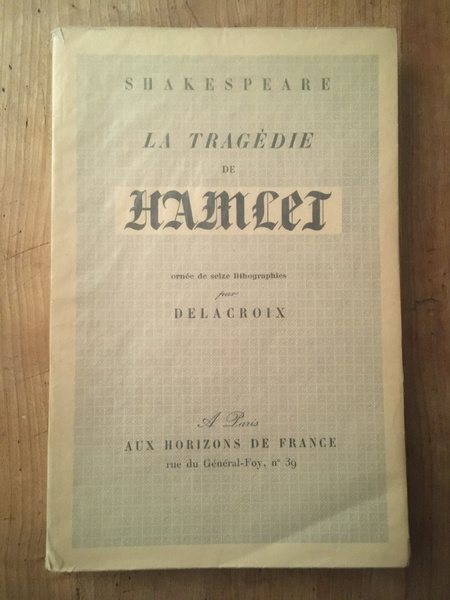 SHAKESPEARE
LA TRAGÉDIE
DE
HAMLET
ornée de seize lithographies
par
DELACROIX
A Paris
AUX HORIZONS DE FRANCE
rue du Général-Foy, nº 39